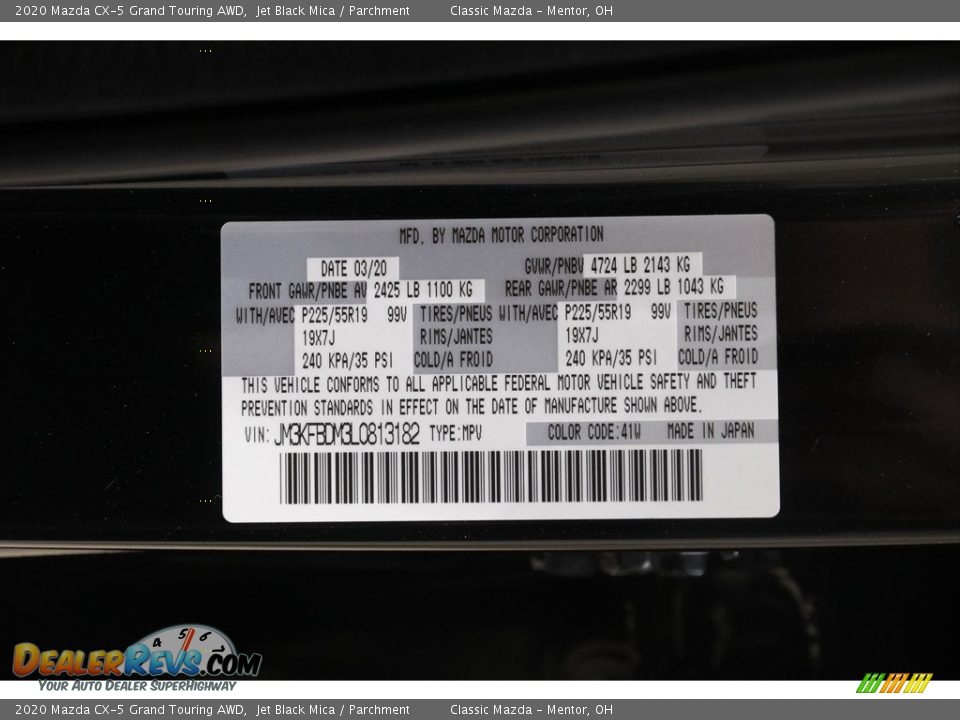 2020 Mazda CX-5 Grand Touring AWD,  Jet Black Mica / Parchment  Classic Mazda - Mentor, OH
MFD. BY MAZDA MOTOR CORPORATION
DATE 03/20  GVWR/PNBV 4724 LB 2143 KG
FRONT GAWR/PNBE AV 2425 LB 1100 KG  REAR GAWR/PNBE AR 2299 LB 1043 KG
WITH/AVEC P225/55R19 99V TIRES/PNEUS WITH/AVEC P225/55R19 99V TIRES/PNEUS
19X7J RIMS/JANTES 19X7J RIMS/JANTES
240 KPA/35 PSI COLD/A FROID 240 KPA/35 PSI COLD/A FROID
THIS VEHICLE CONFORMS TO ALL APPLICABLE FEDERAL MOTOR VEHICLE SAFETY AND THEFT
PREVENTION STANDARDS IN EFFECT ON THE DATE OF MANUFACTURE SHOWN ABOVE.
VIN: JM3KFBDM3L0813182 TYPE:MPV COLOR CODE:41W MADE IN JAPAN
4 5 6 7
DEALERREVS.COM
YOUR AUTO DEALER SUPERHIGHWAY
2020 Mazda CX-5 Grand Touring AWD,  Jet Black Mica / Parchment  Classic Mazda - Mentor, OH